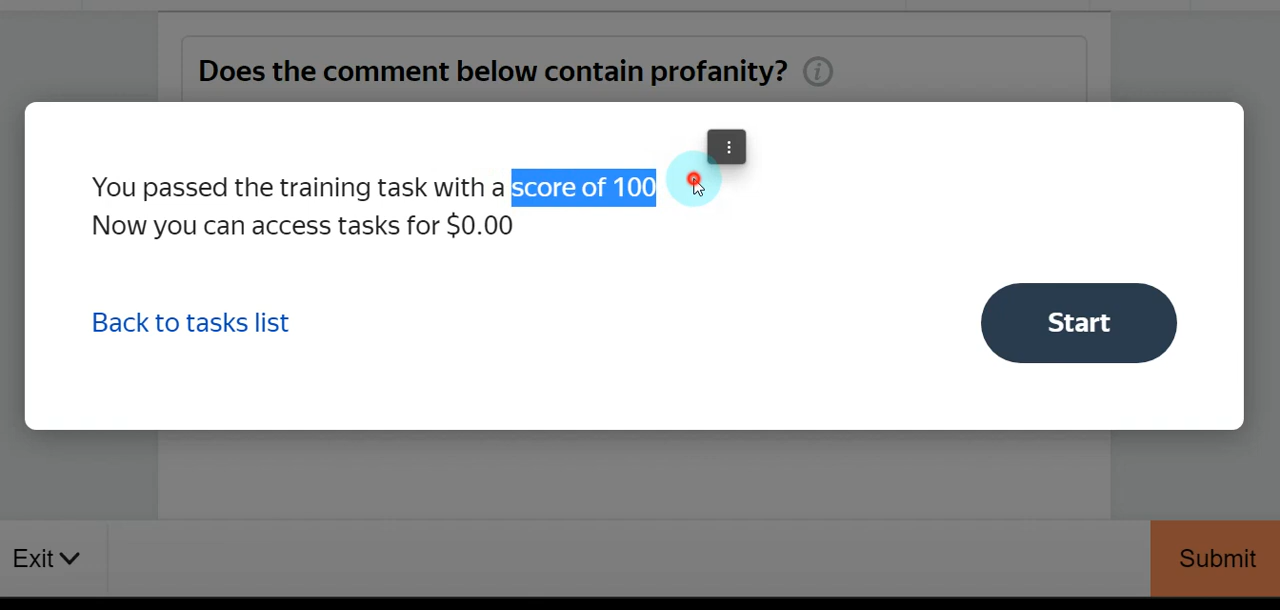 Does the comment below contain profanity?
You passed the training task with a score of 100
Now you can access tasks for $0.00
Back to tasks list
Start
Exit
Submit